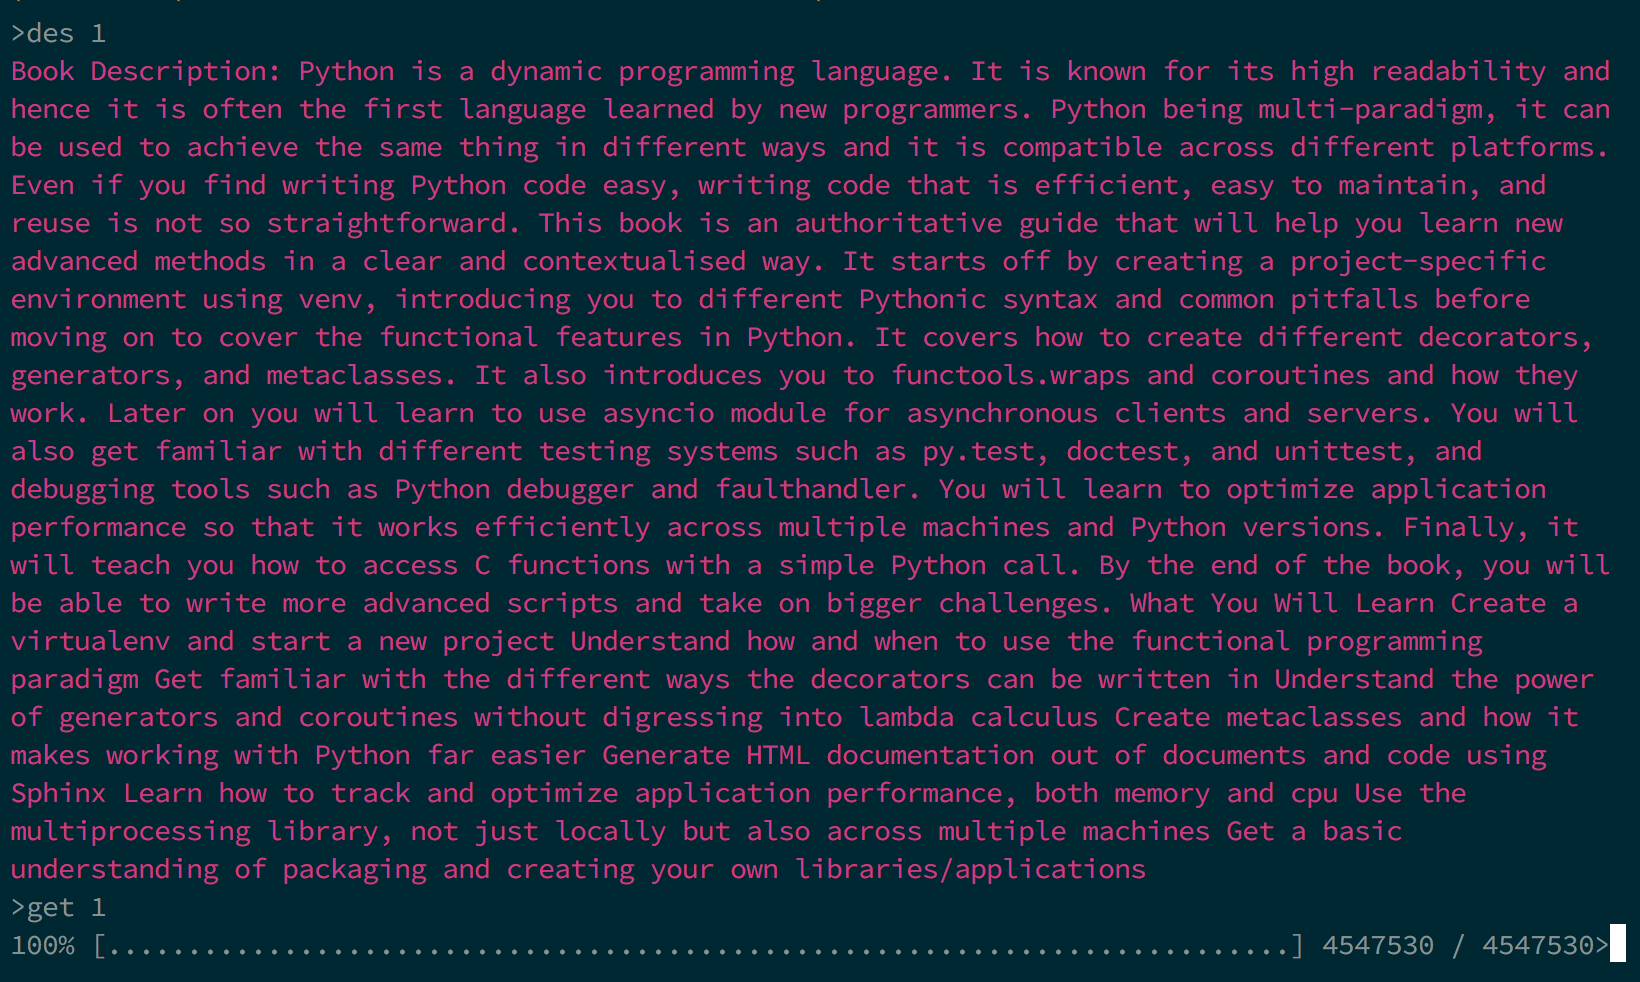 >des 1
Book Description: Python is a dynamic programming language. It is known for its high readability and
hence it is often the first language learned by new programmers. Python being multi-paradigm, it can
be used to achieve the same thing in different ways and it is compatible across different platforms.
Even if you find writing Python code easy, writing code that is efficient, easy to maintain, and
reuse is not so straightforward. This book is an authoritative guide that will help you learn new
advanced methods in a clear and contextualised way. It starts off by creating a project-specific
environment using venv, introducing you to different Pythonic syntax and common pitfalls before
moving on to cover the functional features in Python. It covers how to create different decorators,
generators, and metaclasses. It also introduces you to functools.wraps and coroutines and how they
work. Later on you will learn to use asyncio module for asynchronous clients and servers. You will
also get familiar with different testing systems such as py.test, doctest, and unittest, and
debugging tools such as Python debugger and faulthandler. You will learn to optimize application
performance so that it works efficiently across multiple machines and Python versions. Finally, it
will teach you how to access C functions with a simple Python call. By the end of the book, you will
be able to write more advanced scripts and take on bigger challenges. What You Will Learn Create a
virtualenv and start a new project Understand how and when to use the functional programming
paradigm Get familiar with the different ways the decorators can be written in Understand the power
of generators and coroutines without digressing into lambda calculus Create metaclasses and how it
makes working with Python far easier Generate HTML documentation out of documents and code using
Sphinx Learn how to track and optimize application performance, both memory and cpu Use the
multiprocessing library, not just locally but also across multiple machines Get a basic
understanding of packaging and creating your own libraries/applications
>get 1
100% [..........................................................................] 4547530 / 4547530>